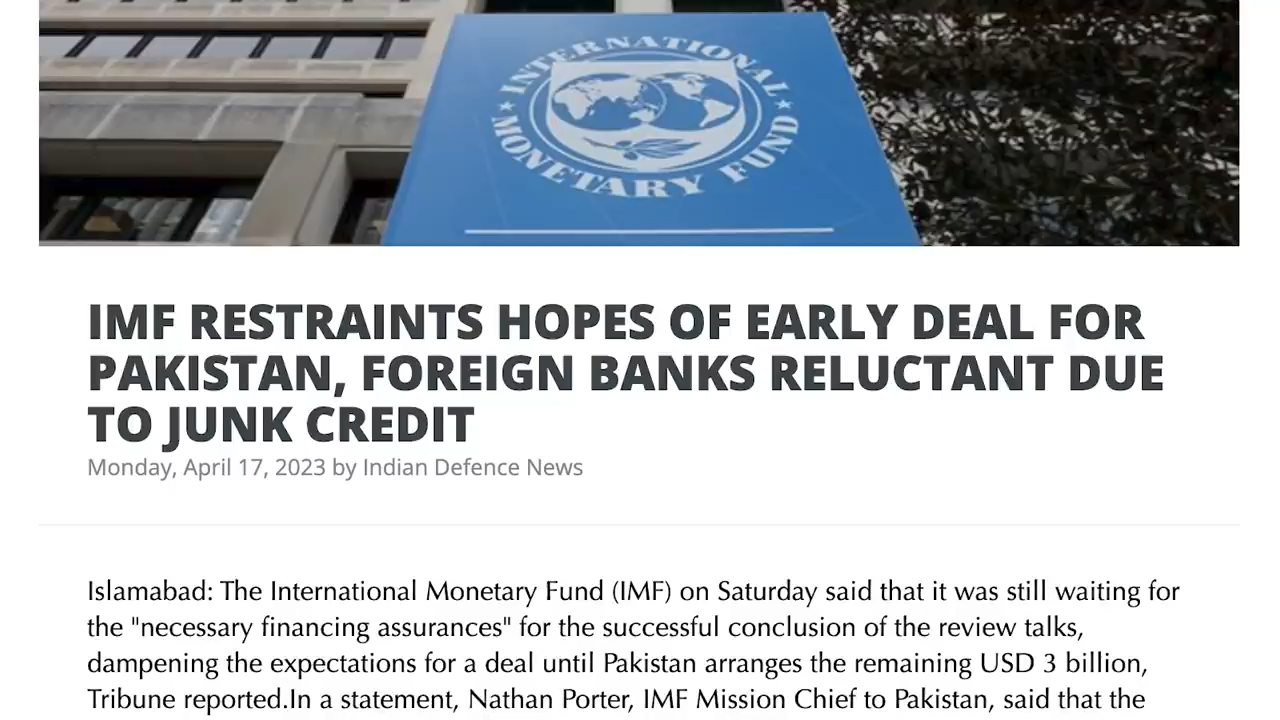 INTERNATIONAL
MONETARY FUND
IMF RESTRAINTS HOPES OF EARLY DEAL FOR
PAKISTAN, FOREIGN BANKS RELUCTANT DUE
TO JUNK CREDIT
Monday, April 17, 2023 by Indian Defence News
Islamabad: The International Monetary Fund (IMF) on Saturday said that it was still waiting for
the "necessary financing assurances" for the successful conclusion of the review talks,
dampening the expectations for a deal until Pakistan arranges the remaining USD 3 billion,
Tribune reported.In a statement, Nathan Porter, IMF Mission Chief to Pakistan, said that the